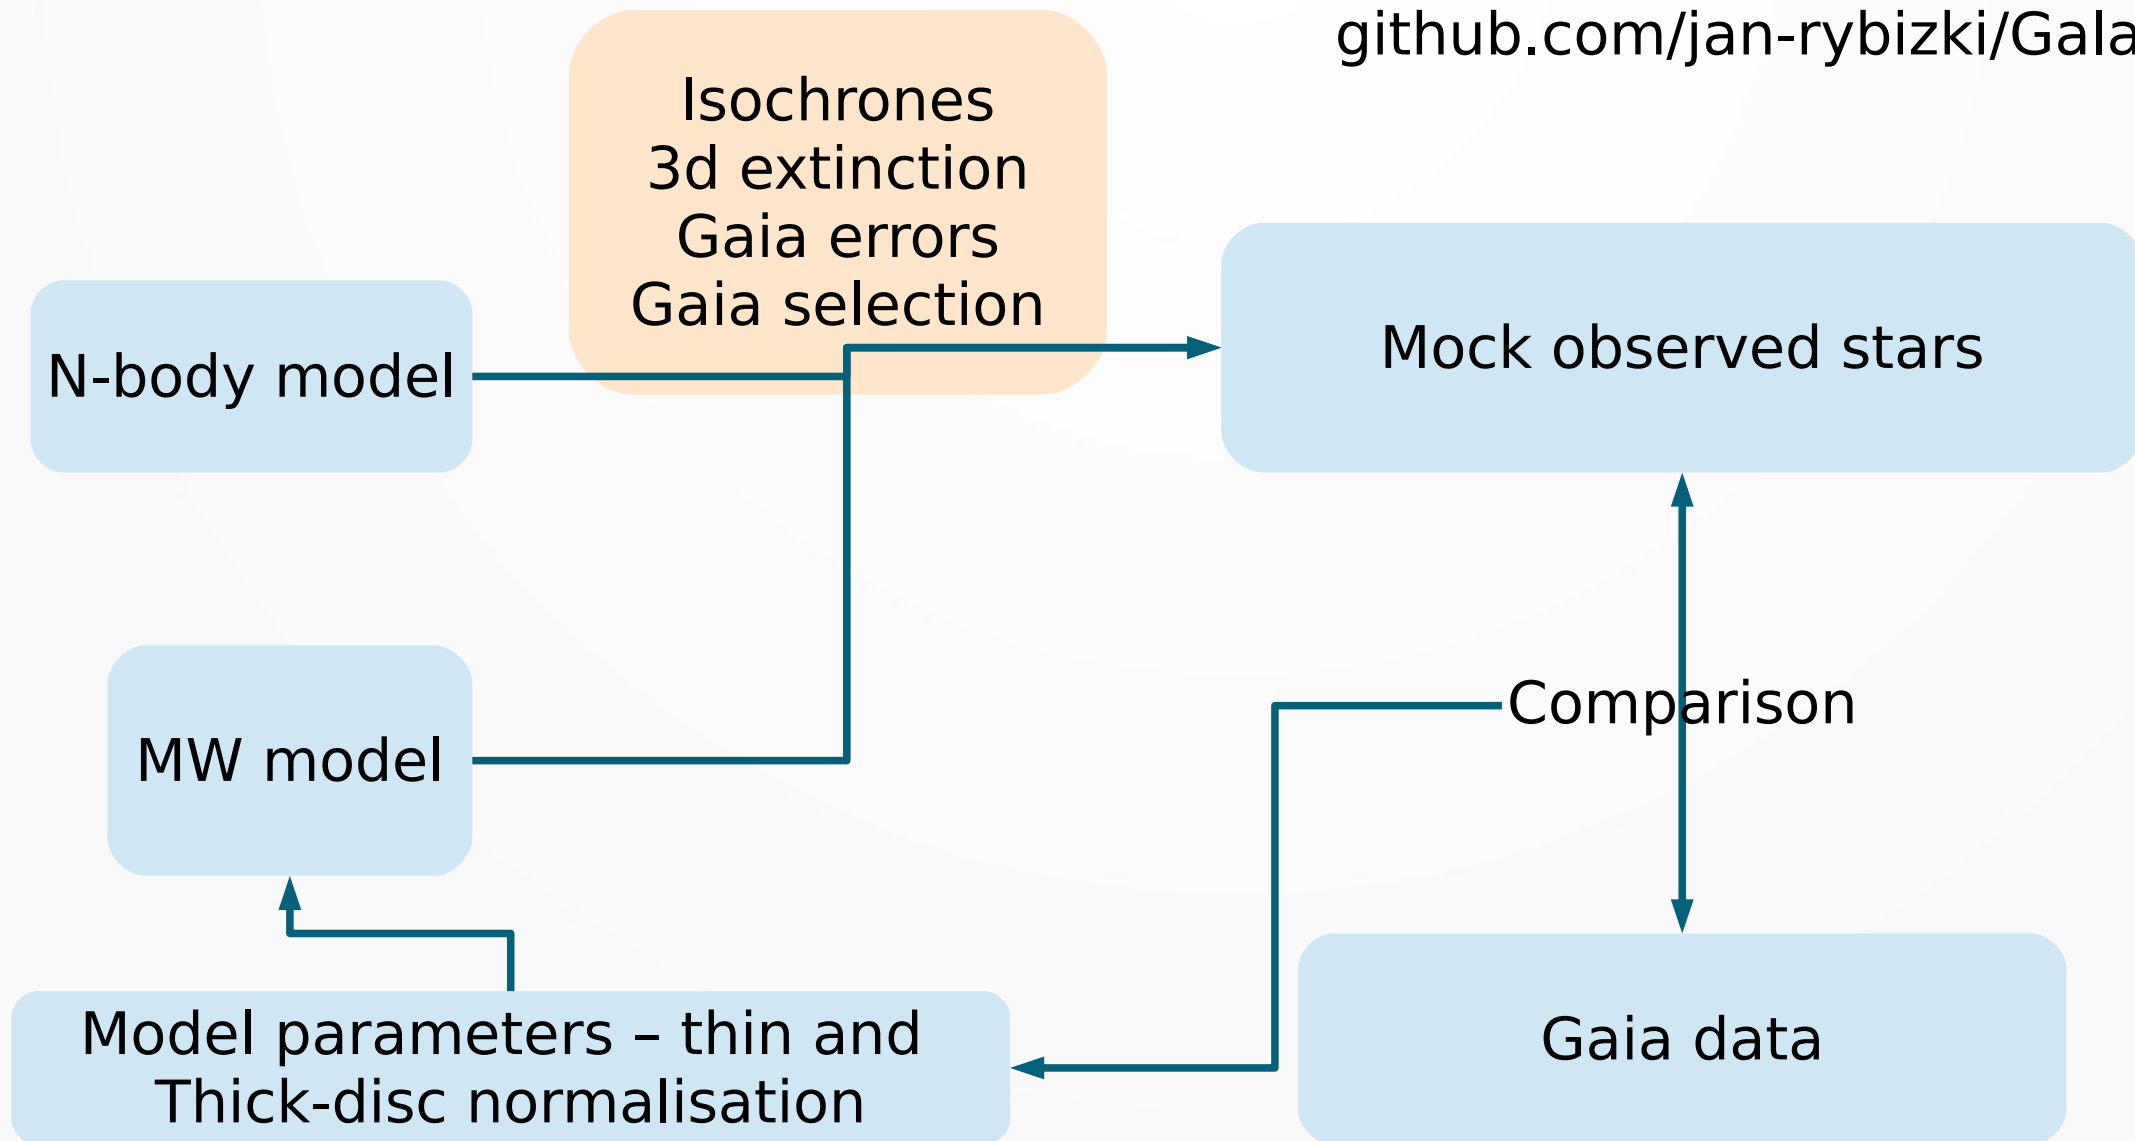 github.com/jan-rybizki/Gala
Isochrones
3d extinction
Gaia errors
Gaia selection
N-body model
Mock observed stars
MW model
Comparison
Model parameters – thin and
Thick-disc normalisation
Gaia data